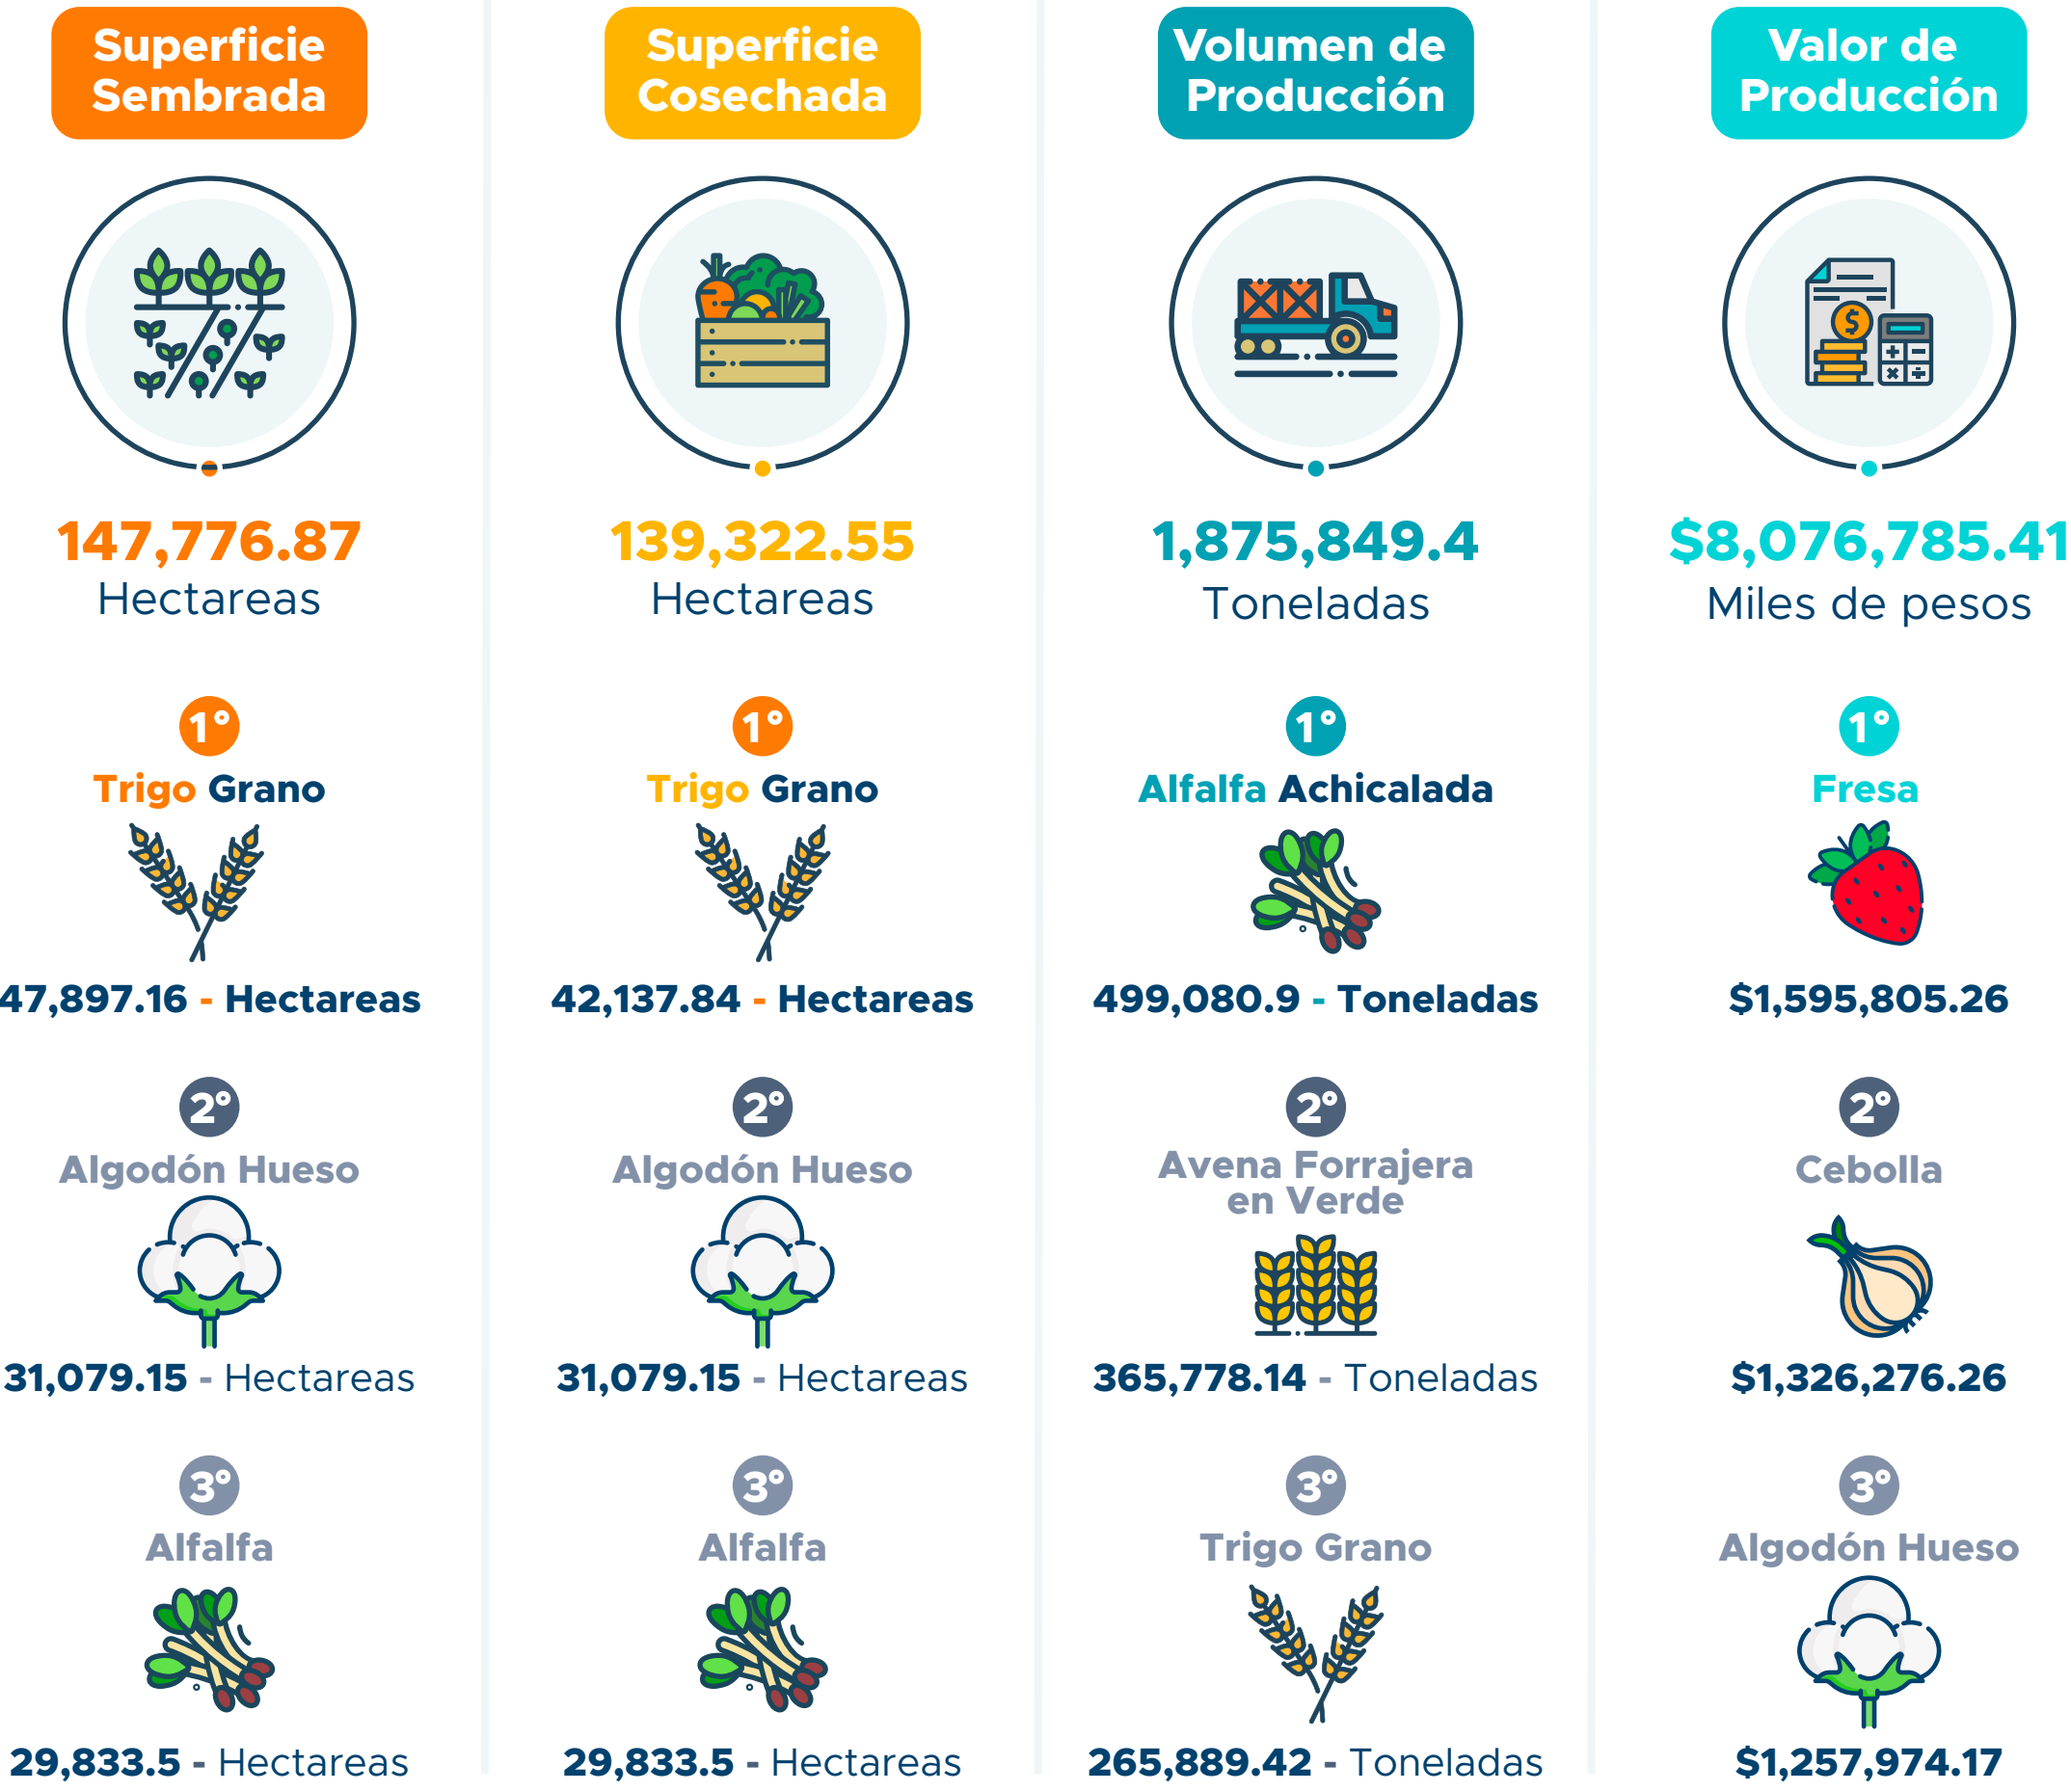 Superficie
Sembrada
147,776.87
Hectareas
1°
Trigo Grano
47,897.16 - Hectareas
2°
Algodón Hueso
31,079.15 - Hectareas
3°
Alfalfa
29,833.5 - Hectareas
Superficie
Cosechada
139,322.55
Hectareas
1°
Trigo Grano
42,137.84 - Hectareas
2°
Algodón Hueso
31,079.15 - Hectareas
3°
Alfalfa
29,833.5 - Hectareas
Volumen de
Producción
1,875,849.4
Toneladas
1°
Alfalfa Achicalada
499,080.9 - Toneladas
2°
Avena Forrajera
en Verde
365,778.14 - Toneladas
3°
Trigo Grano
265,889.42 - Toneladas
Valor de
Producción
$8,076,785.41
Miles de pesos
1°
Fresa
$1,595,805.26
2°
Cebolla
$1,326,276.26
3°
Algodón Hueso
$1,257,974.17